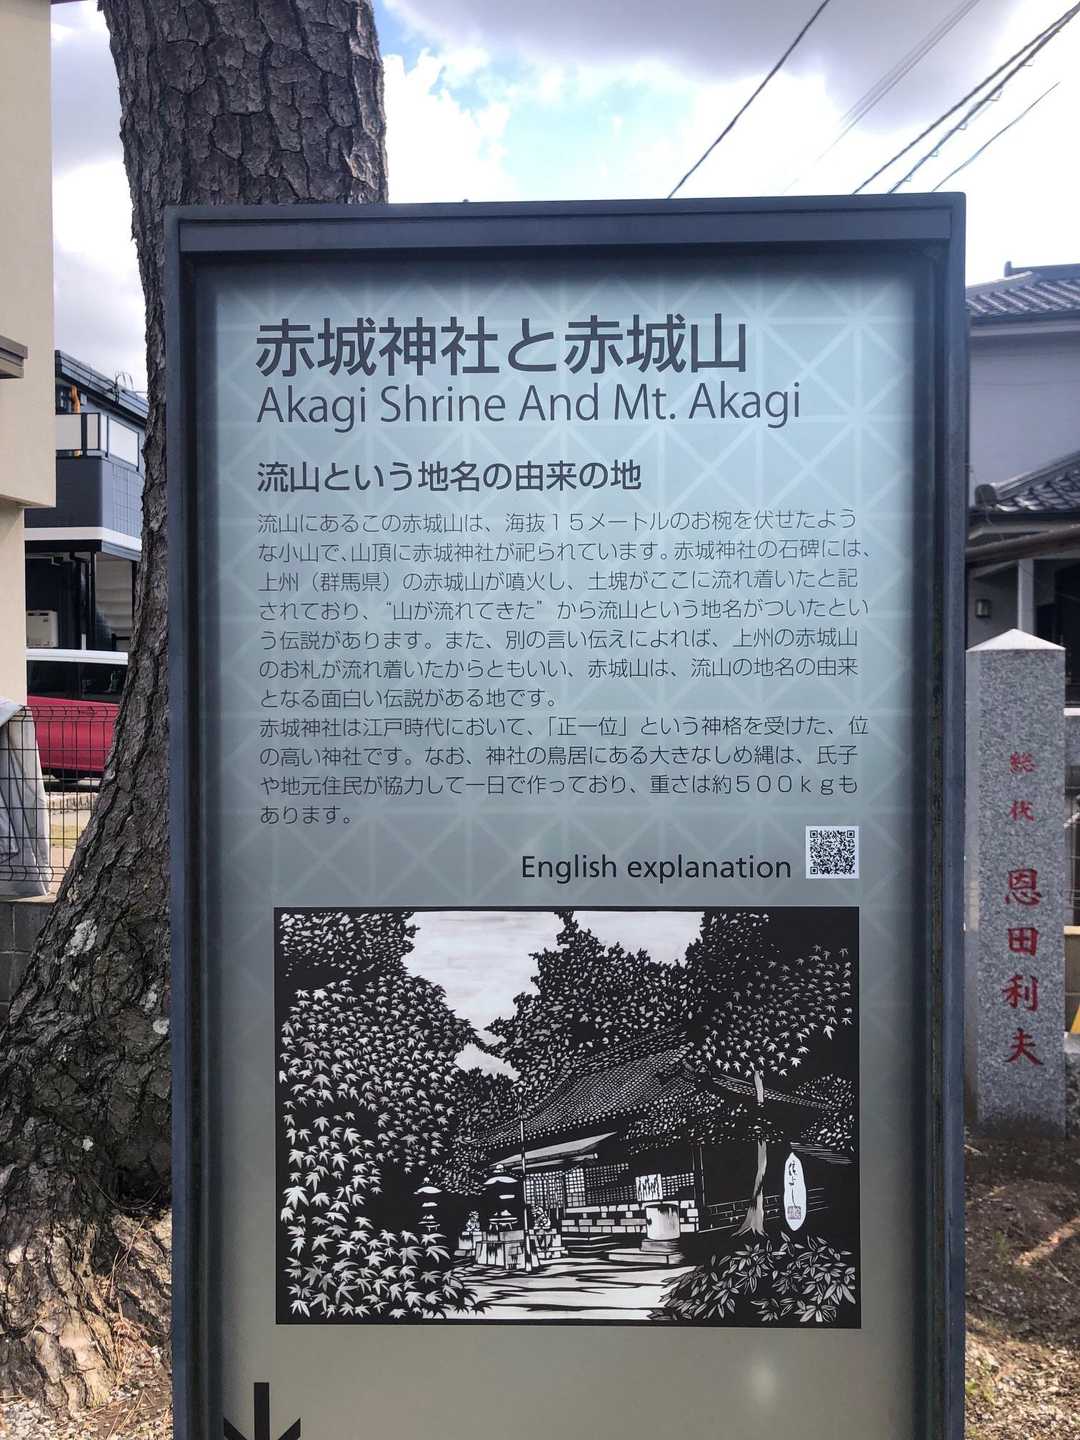 赤城神社と赤城山
Akagi Shrine And Mt. Akagi
流山という地名の由来の地
流山にあるこの赤城山は、海抜１５メートルのお椀を伏せたよう
な小山で、山頂に赤城神社が祀られています。赤城神社の石碑には、
上州（群馬県）の赤城山が噴火し、土塊がここに流れ着いたと記
されており、“山が流れてきた”から流山という地名がついたとい
う伝説があります。また、別の言い伝えによれば、上州の赤城山
のお札が流れ着いたからともいい、赤城山は、流山の地名の由来
となる面白い伝説がある地です。
赤城神社は江戸時代において、「正一位」という神格を受けた、位
の高い神社です。なお、神社の鳥居にある大きなしめ縄は、氏子
や地元住民が協力して一日で作っており、重さは約５００ｋｇも
あります。
English explanation
総代 恩田利夫